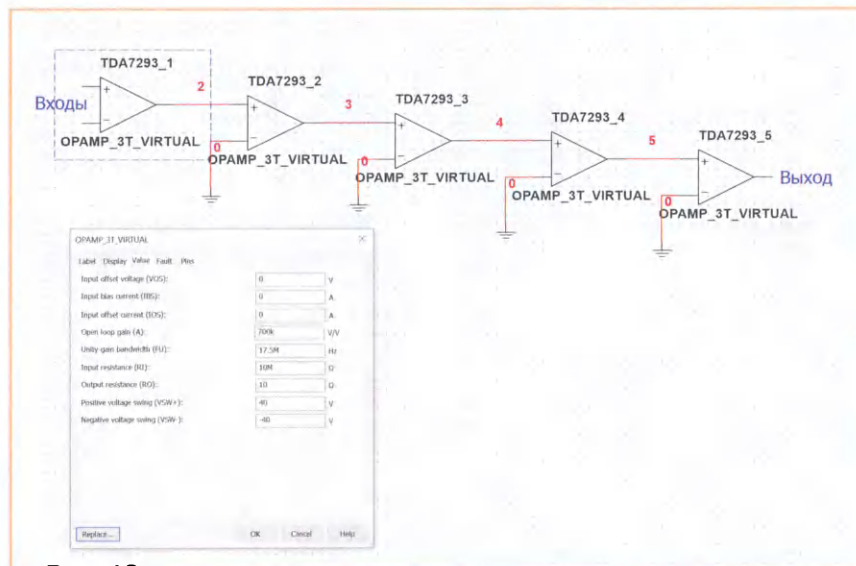 TDA7293_1
2
TDA7293_2
3
TDA7293_3
4
TDA7293_4
5
TDA7293_5
Входы
Выход
0
0
0
0
OPAMP_3T_VIRTUAL
OPAMP_3T_VIRTUAL
OPAMP_3T_VIRTUAL
OPAMP_3T_VIRTUAL
OPAMP_3T_VIRTUAL
OPAMP_3T_VIRTUAL
Label Display Value Fault Pins
Input offset voltage (VOS): 0 V
Input bias current (IBS): 0 A
Input offset current (IOS): 0 A
Open loop gain (A): 700k V/V
Unity gain bandwidth (FU): 17.5M Hz
Input resistance (RI): 10M Ω
Output resistance (RO): 10 Ω
Positive voltage swing (VSW+): 40 V
Negative voltage swing (VSW-): -40 V
Replace... OK Cancel Help